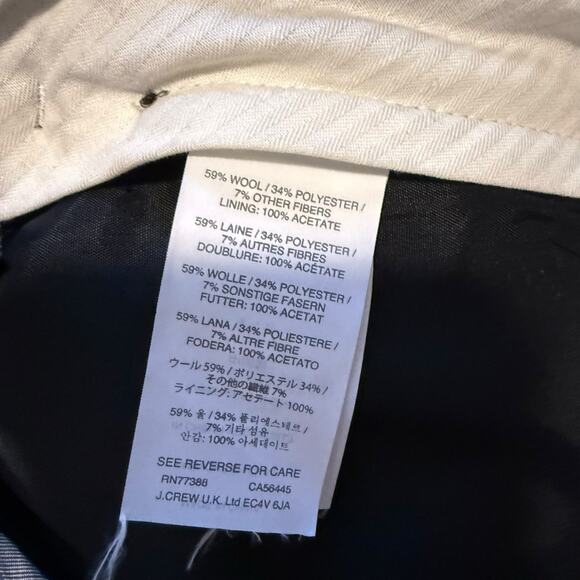 59% WOOL / 34% POLYESTER /
7% OTHER FIBERS
LINING: 100% ACETATE
59% LAINE / 34% POLYESTER /
7% AUTRES FIBRES
DOUBLURE: 100% ACÉTATE
59% WOLLE / 34% POLYESTER /
7% SONSTIGE FASERN
FUTTER: 100% ACETAT
59% LANA / 34% POLIESTERE /
7% ALTRE FIBRE
FODERA: 100% ACETATO
ウール 59% / ポリエステル 34% /
その他の繊維 7%
ライニング: アセテート 100%
59% 울 / 34% 폴리에스테르 /
7% 기타 섬유
안감: 100% 아세테이트
SEE REVERSE FOR CARE
RN77388 CA56445
J.CREW U.K. Ltd EC4V 6JA